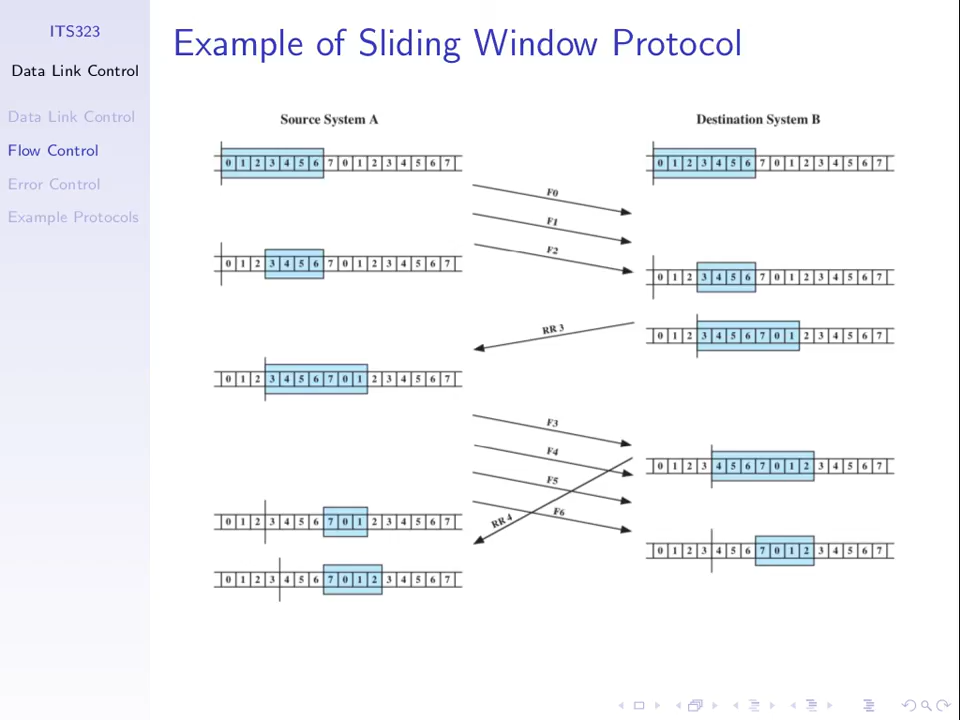 ITS323
Data Link Control
Data Link Control
Flow Control
Error Control
Example Protocols
Example of Sliding Window Protocol
Source System A
Destination System B
0 1 2 3 4 5 6 7 0 1 2 3 4 5 6 7
0 1 2 3 4 5 6 7 0 1 2 3 4 5 6 7
F0
F1
F2
0 1 2 3 4 5 6 7 0 1 2 3 4 5 6 7
0 1 2 3 4 5 6 7 0 1 2 3 4 5 6 7
RR 3
0 1 2 3 4 5 6 7 0 1 2 3 4 5 6 7
0 1 2 3 4 5 6 7 0 1 2 3 4 5 6 7
F3
F4
F5
F6
RR 4
0 1 2 3 4 5 6 7 0 1 2 3 4 5 6 7
0 1 2 3 4 5 6 7 0 1 2 3 4 5 6 7
0 1 2 3 4 5 6 7 0 1 2 3 4 5 6 7
0 1 2 3 4 5 6 7 0 1 2 3 4 5 6 7